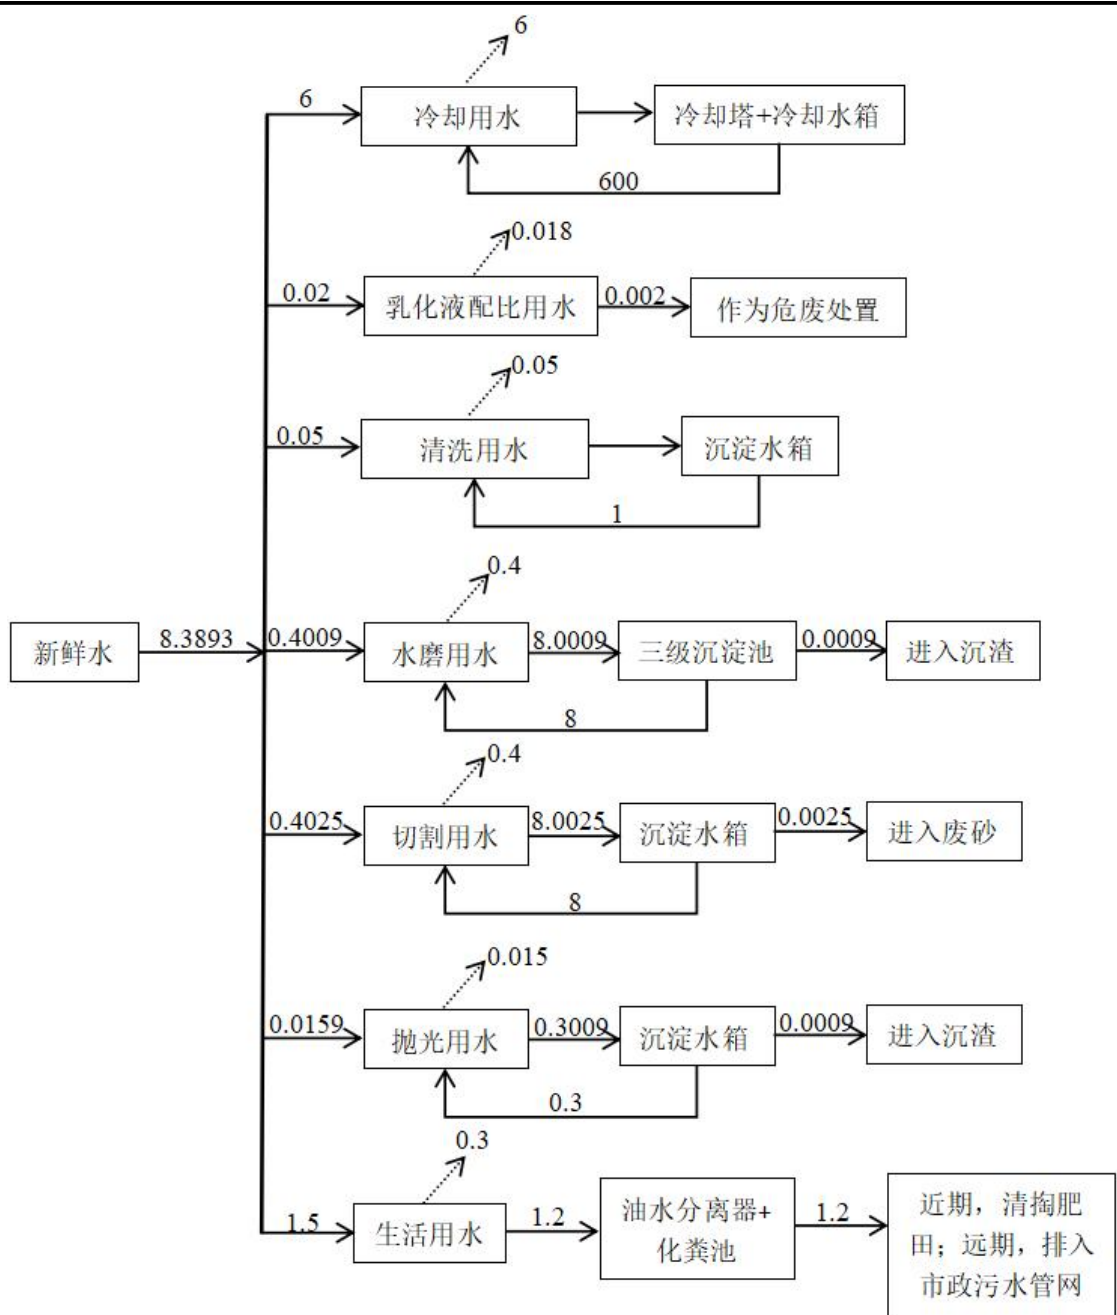 6
6
冷却用水
冷却塔+冷却水箱
600
0.018
0.02
乳化液配比用水
0.002
作为危废处置
0.05
0.05
清洗用水
沉淀水箱
1
0.4
新鲜水
8.3893
0.4009
水磨用水
8.0009
三级沉淀池
0.0009
进入沉渣
8
0.4
0.4025
切割用水
8.0025
沉淀水箱
0.0025
进入废砂
8
0.015
0.0159
抛光用水
0.3009
沉淀水箱
0.0009
进入沉渣
0.3
0.3
1.5
生活用水
1.2
油水分离器+
化粪池
1.2
近期，清掏肥
田；远期，排入
市政污水管网